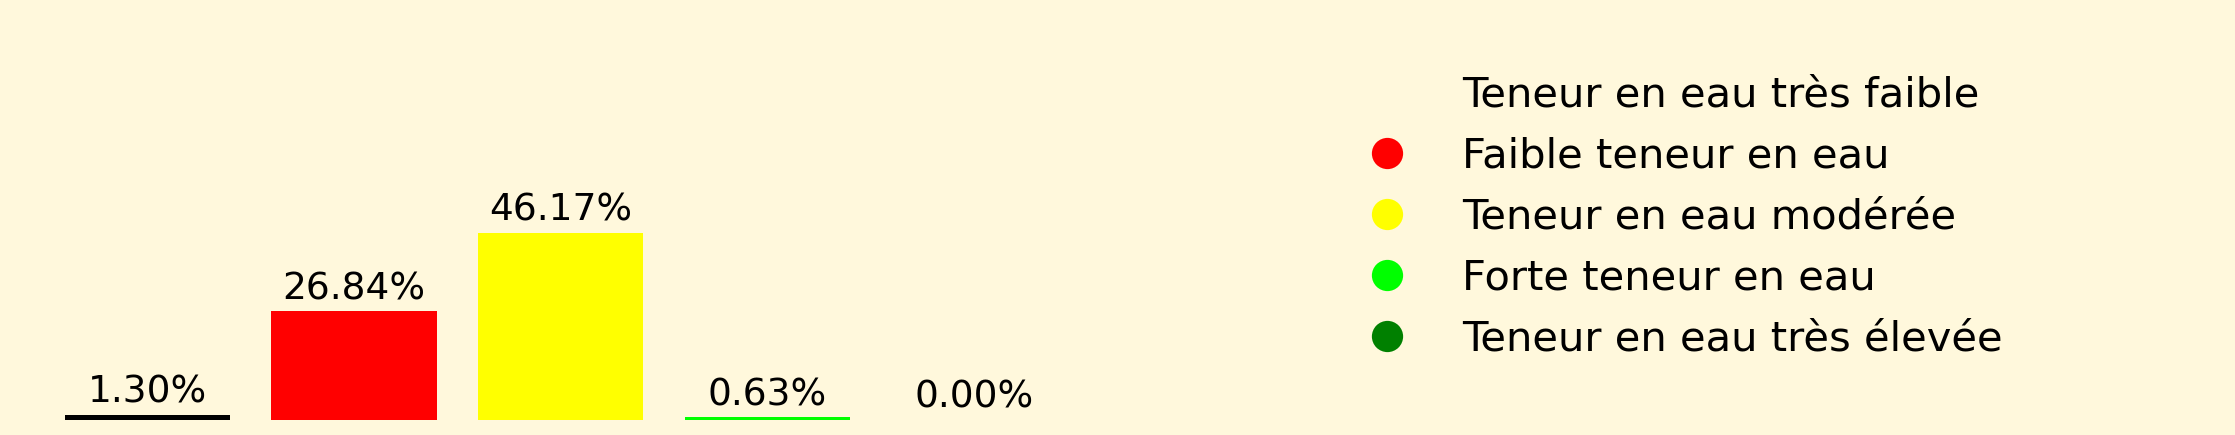 1.30%
26.84%
46.17%
0.63%
0.00%
Teneur en eau très faible
Faible teneur en eau
Teneur en eau modérée
Forte teneur en eau
Teneur en eau très élevée